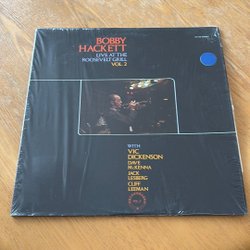 BOBBY
HACKETT
LIVE AT THE
ROOSEVELT GRILL
VOL. 2
WITH
VIC
DICKENSON
DAVE
McKENNA
JACK
LESBERG
CLIFF
LEEMAN